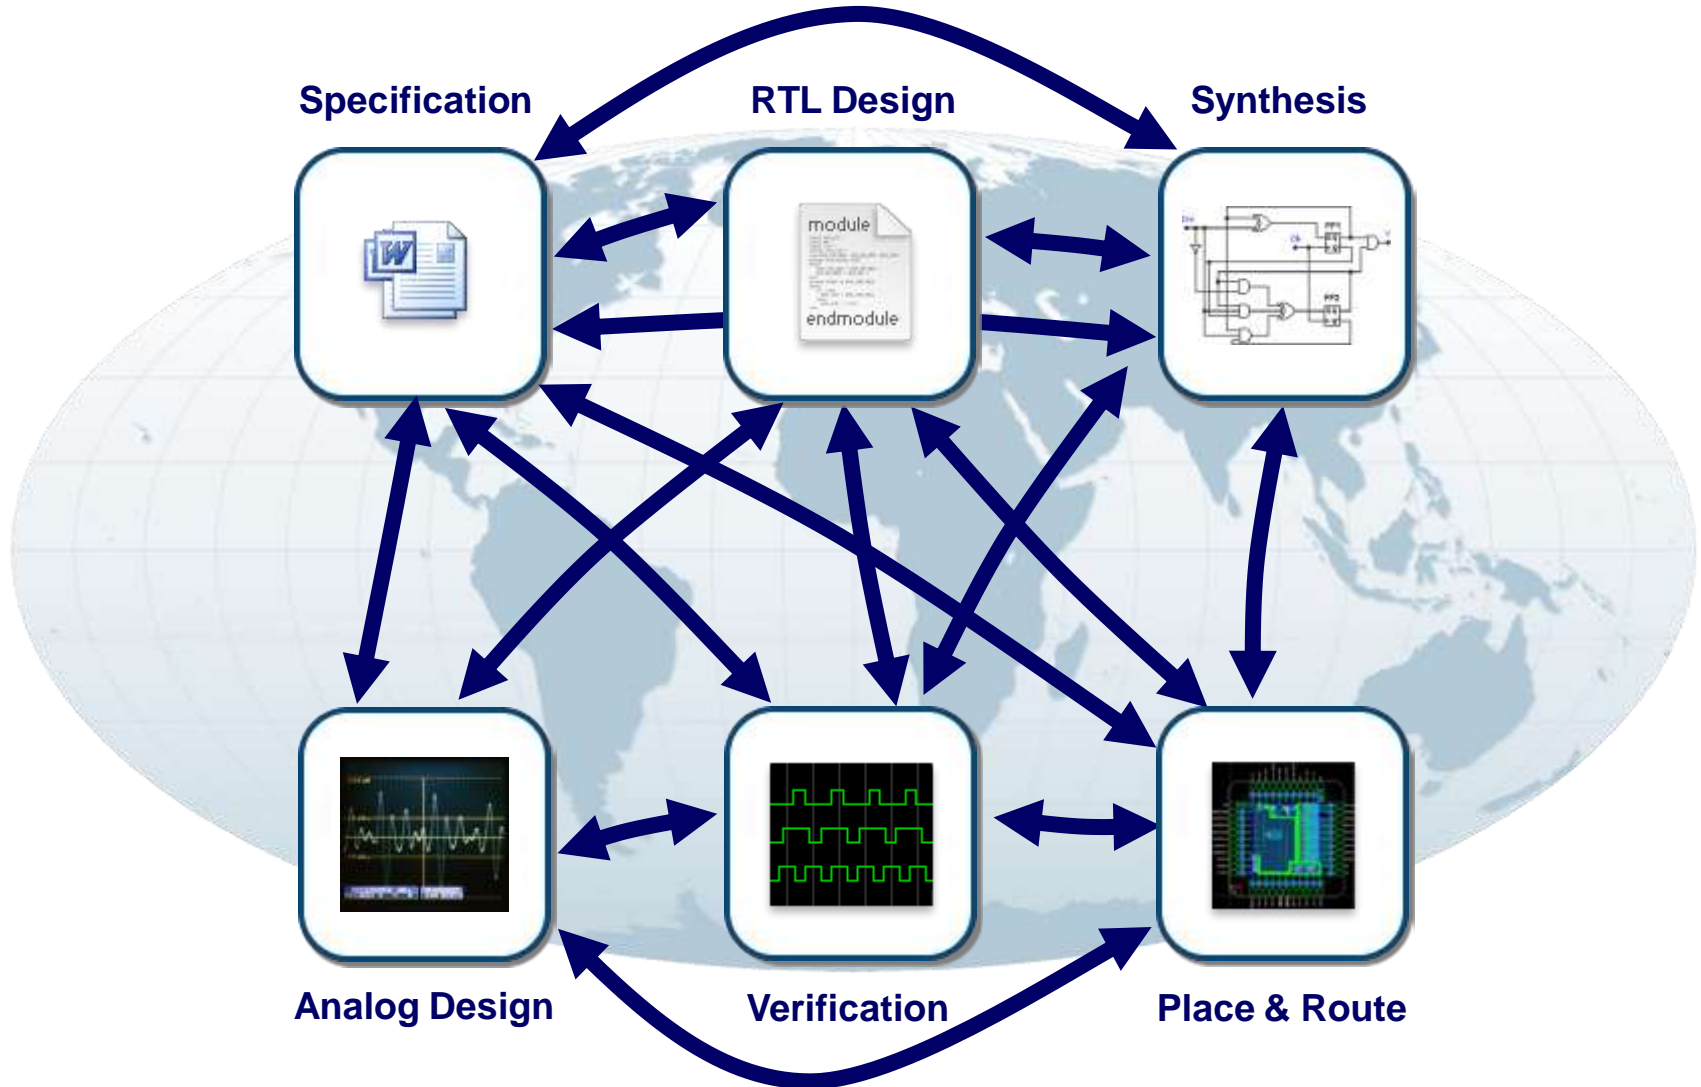 Specification
RTL Design
Synthesis
W
module
endmodule
Analog Design
Verification
Place & Route